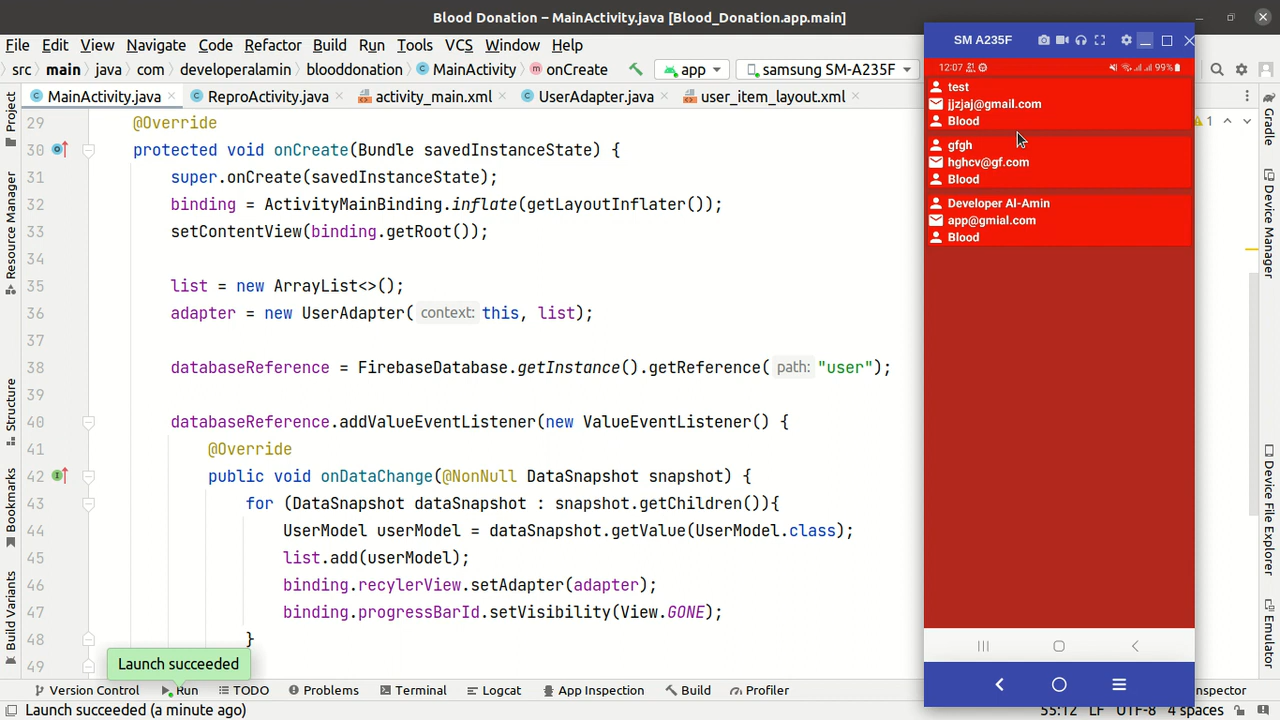 Blood Donation – MainActivity.java [Blood_Donation.app.main]
File Edit View Navigate Code Refactor Build Run Tools VCS Window Help
src main java com developeralamin blooddonation MainActivity onCreate app samsung SM-A235F
MainActivity.java ReproActivity.java activity_main.xml UserAdapter.java user_item_layout.xml
Project
Resource Manager
Structure
Bookmarks
Build Variants
29 @Override
30 protected void onCreate(Bundle savedInstanceState) {
31 super.onCreate(savedInstanceState);
32 binding = ActivityMainBinding.inflate(getLayoutInflater());
33 setContentView(binding.getRoot());
34
35 list = new ArrayList<>();
36 adapter = new UserAdapter( context: this, list);
37
38 databaseReference = FirebaseDatabase.getInstance().getReference( path: "user");
39
40 databaseReference.addValueEventListener(new ValueEventListener() {
41 @Override
42 public void onDataChange(@NonNull DataSnapshot snapshot) {
43 for (DataSnapshot dataSnapshot : snapshot.getChildren()){
44 UserModel userModel = dataSnapshot.getValue(UserModel.class);
45 list.add(userModel);
46 binding.recylerView.setAdapter(adapter);
47 binding.progressBarId.setVisibility(View.GONE);
48 }
49
1
SM A235F
12:07 99%
test
jjzjaj@gmail.com
Blood
gfgh
hghcv@gf.com
Blood
Developer Al-Amin
app@gmial.com
Blood
Gradle
Device Manager
Device File Explorer
Emulator
Launch succeeded
Version Control Run TODO Problems Terminal Logcat App Inspection Build Profiler nspector
Launch succeeded (a minute ago) 55:12 LF UTF-8 4 spaces